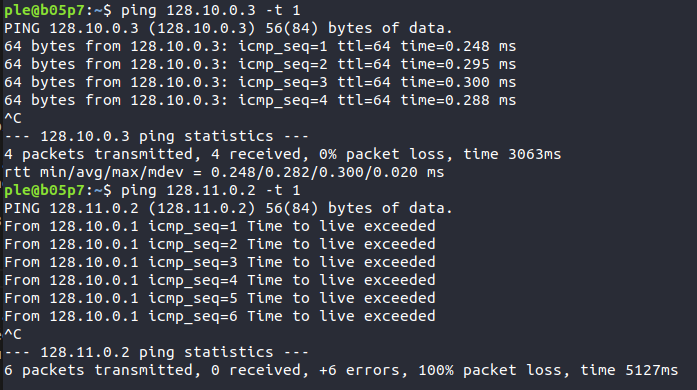 ple@b05p7:~$ ping 128.10.0.3 -t 1
PING 128.10.0.3 (128.10.0.3) 56(84) bytes of data.
64 bytes from 128.10.0.3: icmp_seq=1 ttl=64 time=0.248 ms
64 bytes from 128.10.0.3: icmp_seq=2 ttl=64 time=0.295 ms
64 bytes from 128.10.0.3: icmp_seq=3 ttl=64 time=0.300 ms
64 bytes from 128.10.0.3: icmp_seq=4 ttl=64 time=0.288 ms
^C
--- 128.10.0.3 ping statistics ---
4 packets transmitted, 4 received, 0% packet loss, time 3063ms
rtt min/avg/max/mdev = 0.248/0.282/0.300/0.020 ms
ple@b05p7:~$ ping 128.11.0.2 -t 1
PING 128.11.0.2 (128.11.0.2) 56(84) bytes of data.
From 128.10.0.1 icmp_seq=1 Time to live exceeded
From 128.10.0.1 icmp_seq=2 Time to live exceeded
From 128.10.0.1 icmp_seq=3 Time to live exceeded
From 128.10.0.1 icmp_seq=4 Time to live exceeded
From 128.10.0.1 icmp_seq=5 Time to live exceeded
From 128.10.0.1 icmp_seq=6 Time to live exceeded
^C
--- 128.11.0.2 ping statistics ---
6 packets transmitted, 0 received, +6 errors, 100% packet loss, time 5127ms